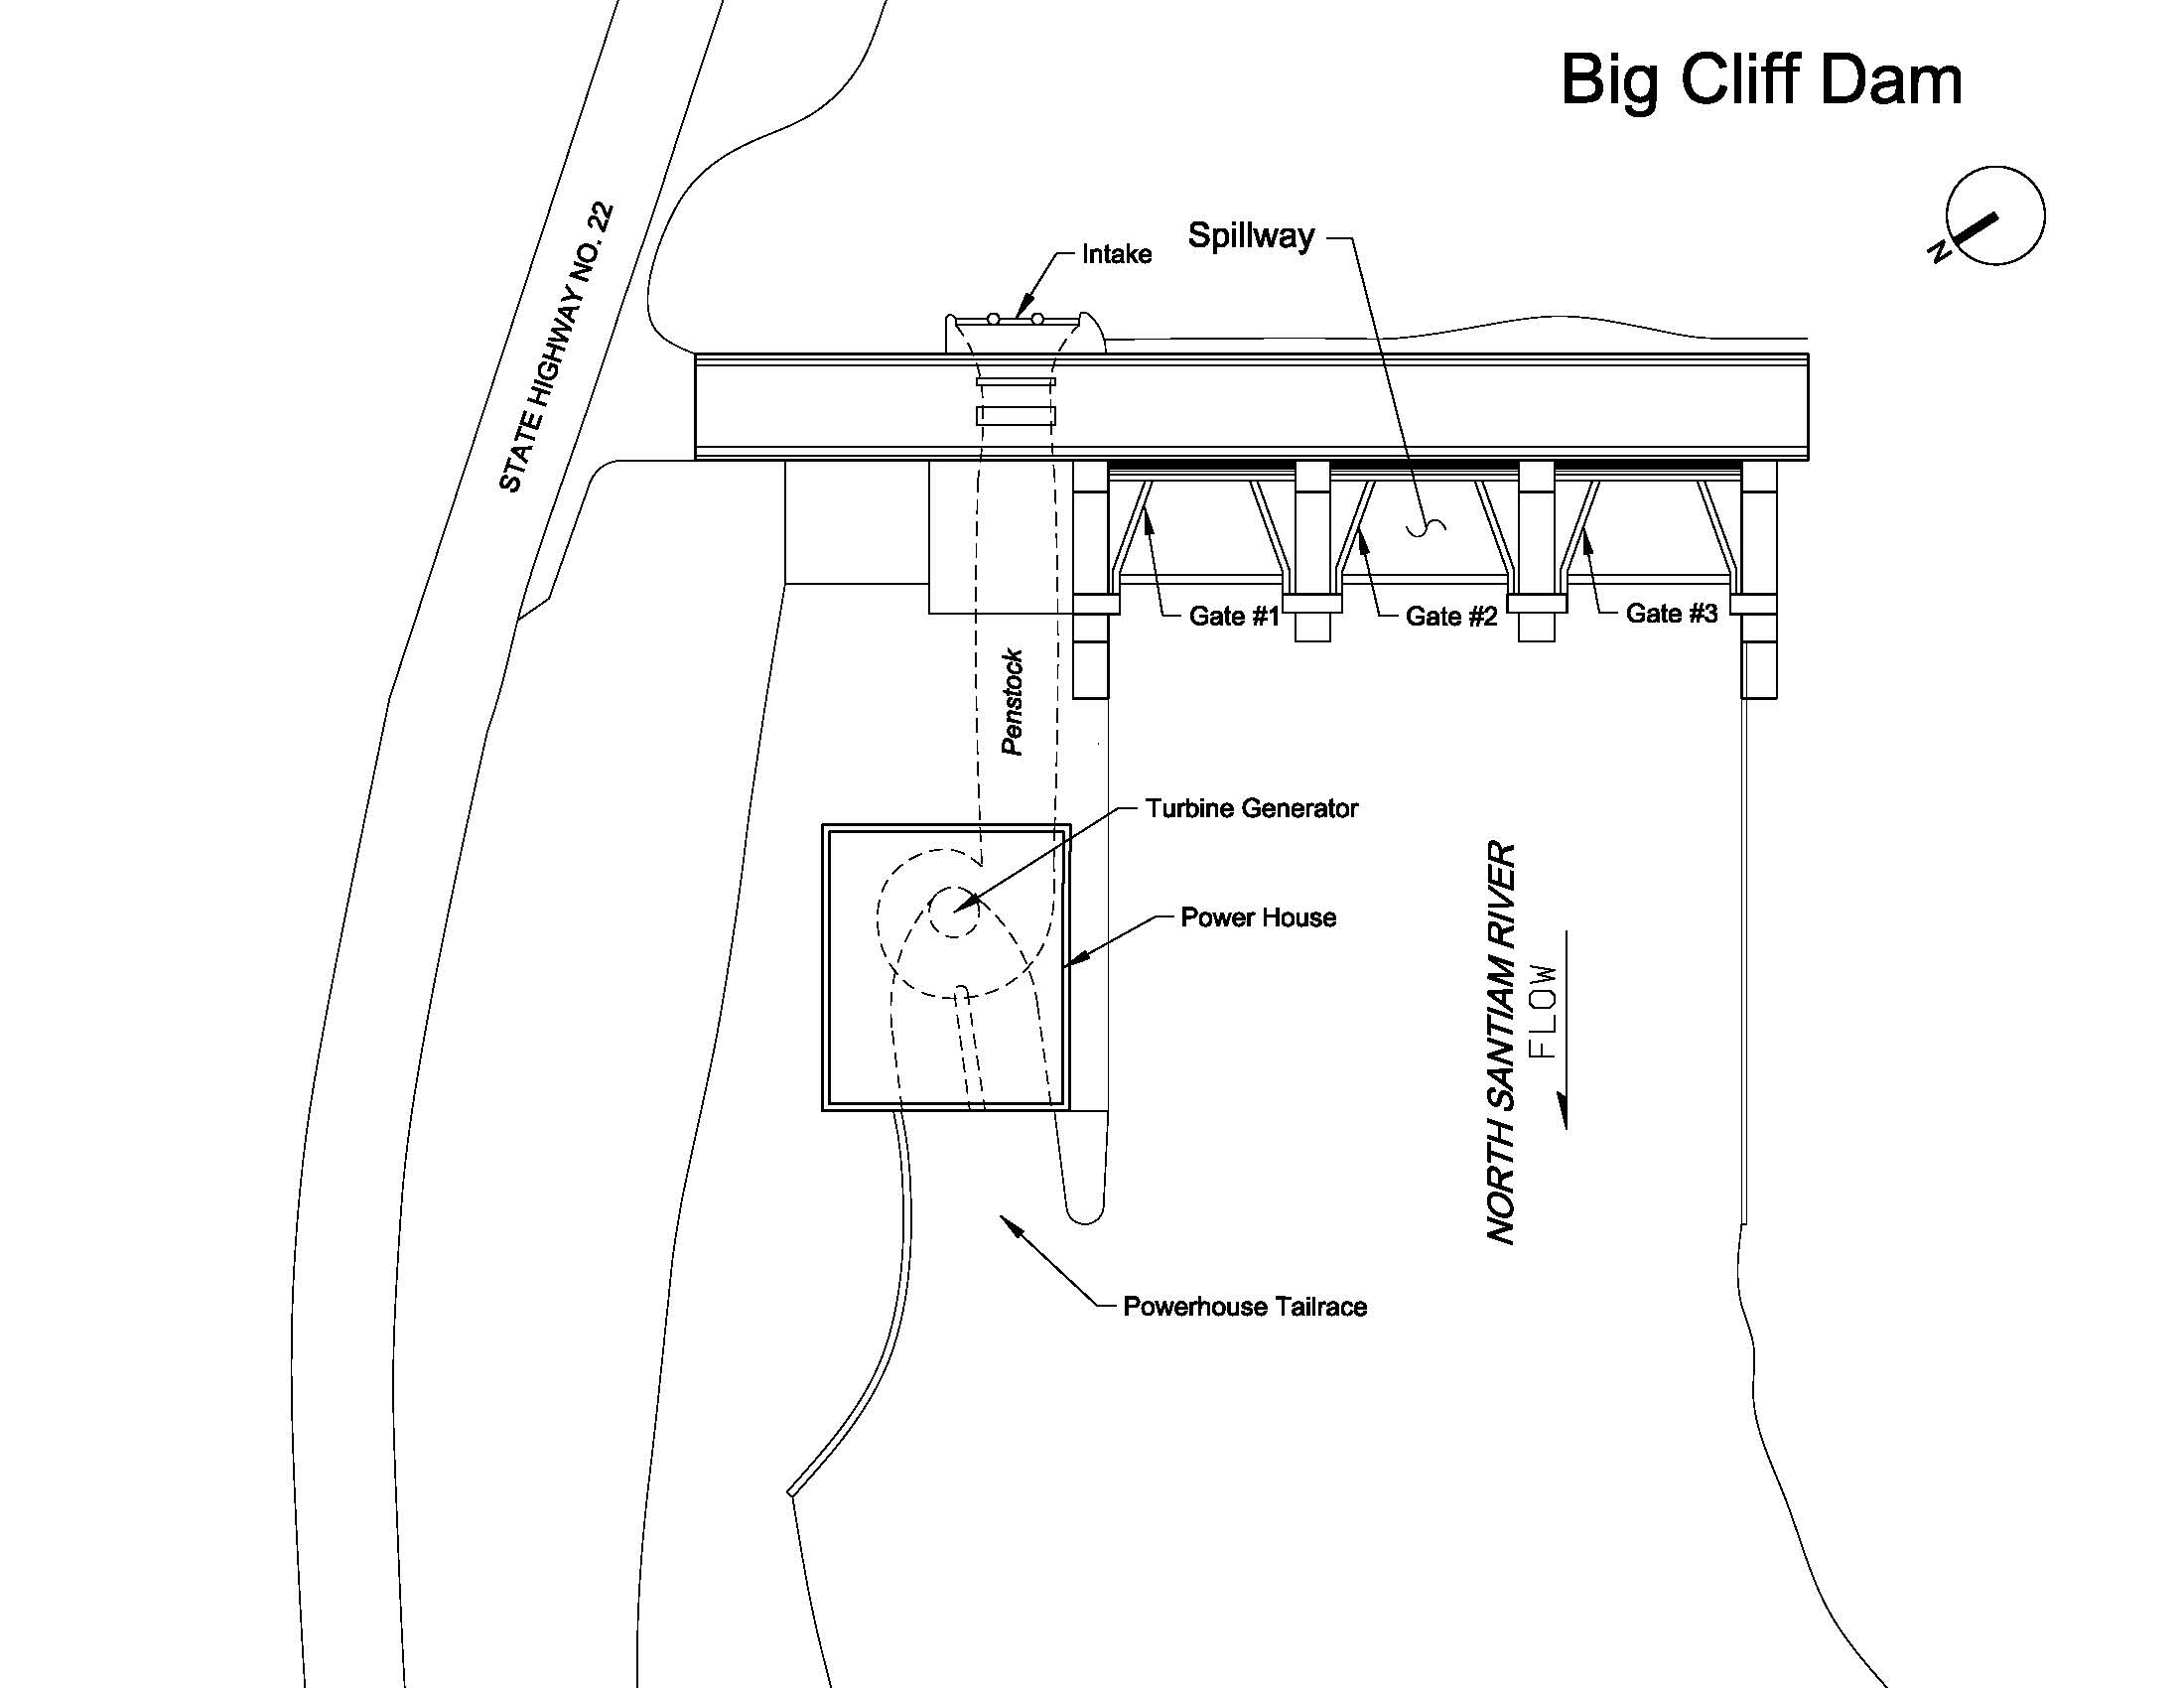 Big Cliff Dam
N
STATE HIGHWAY NO. 22
Intake
Spillway
Gate #1
Gate #2
Gate #3
Penstock
Turbine Generator
Power House
NORTH SANTIAM RIVER
FLOW
Powerhouse Tailrace